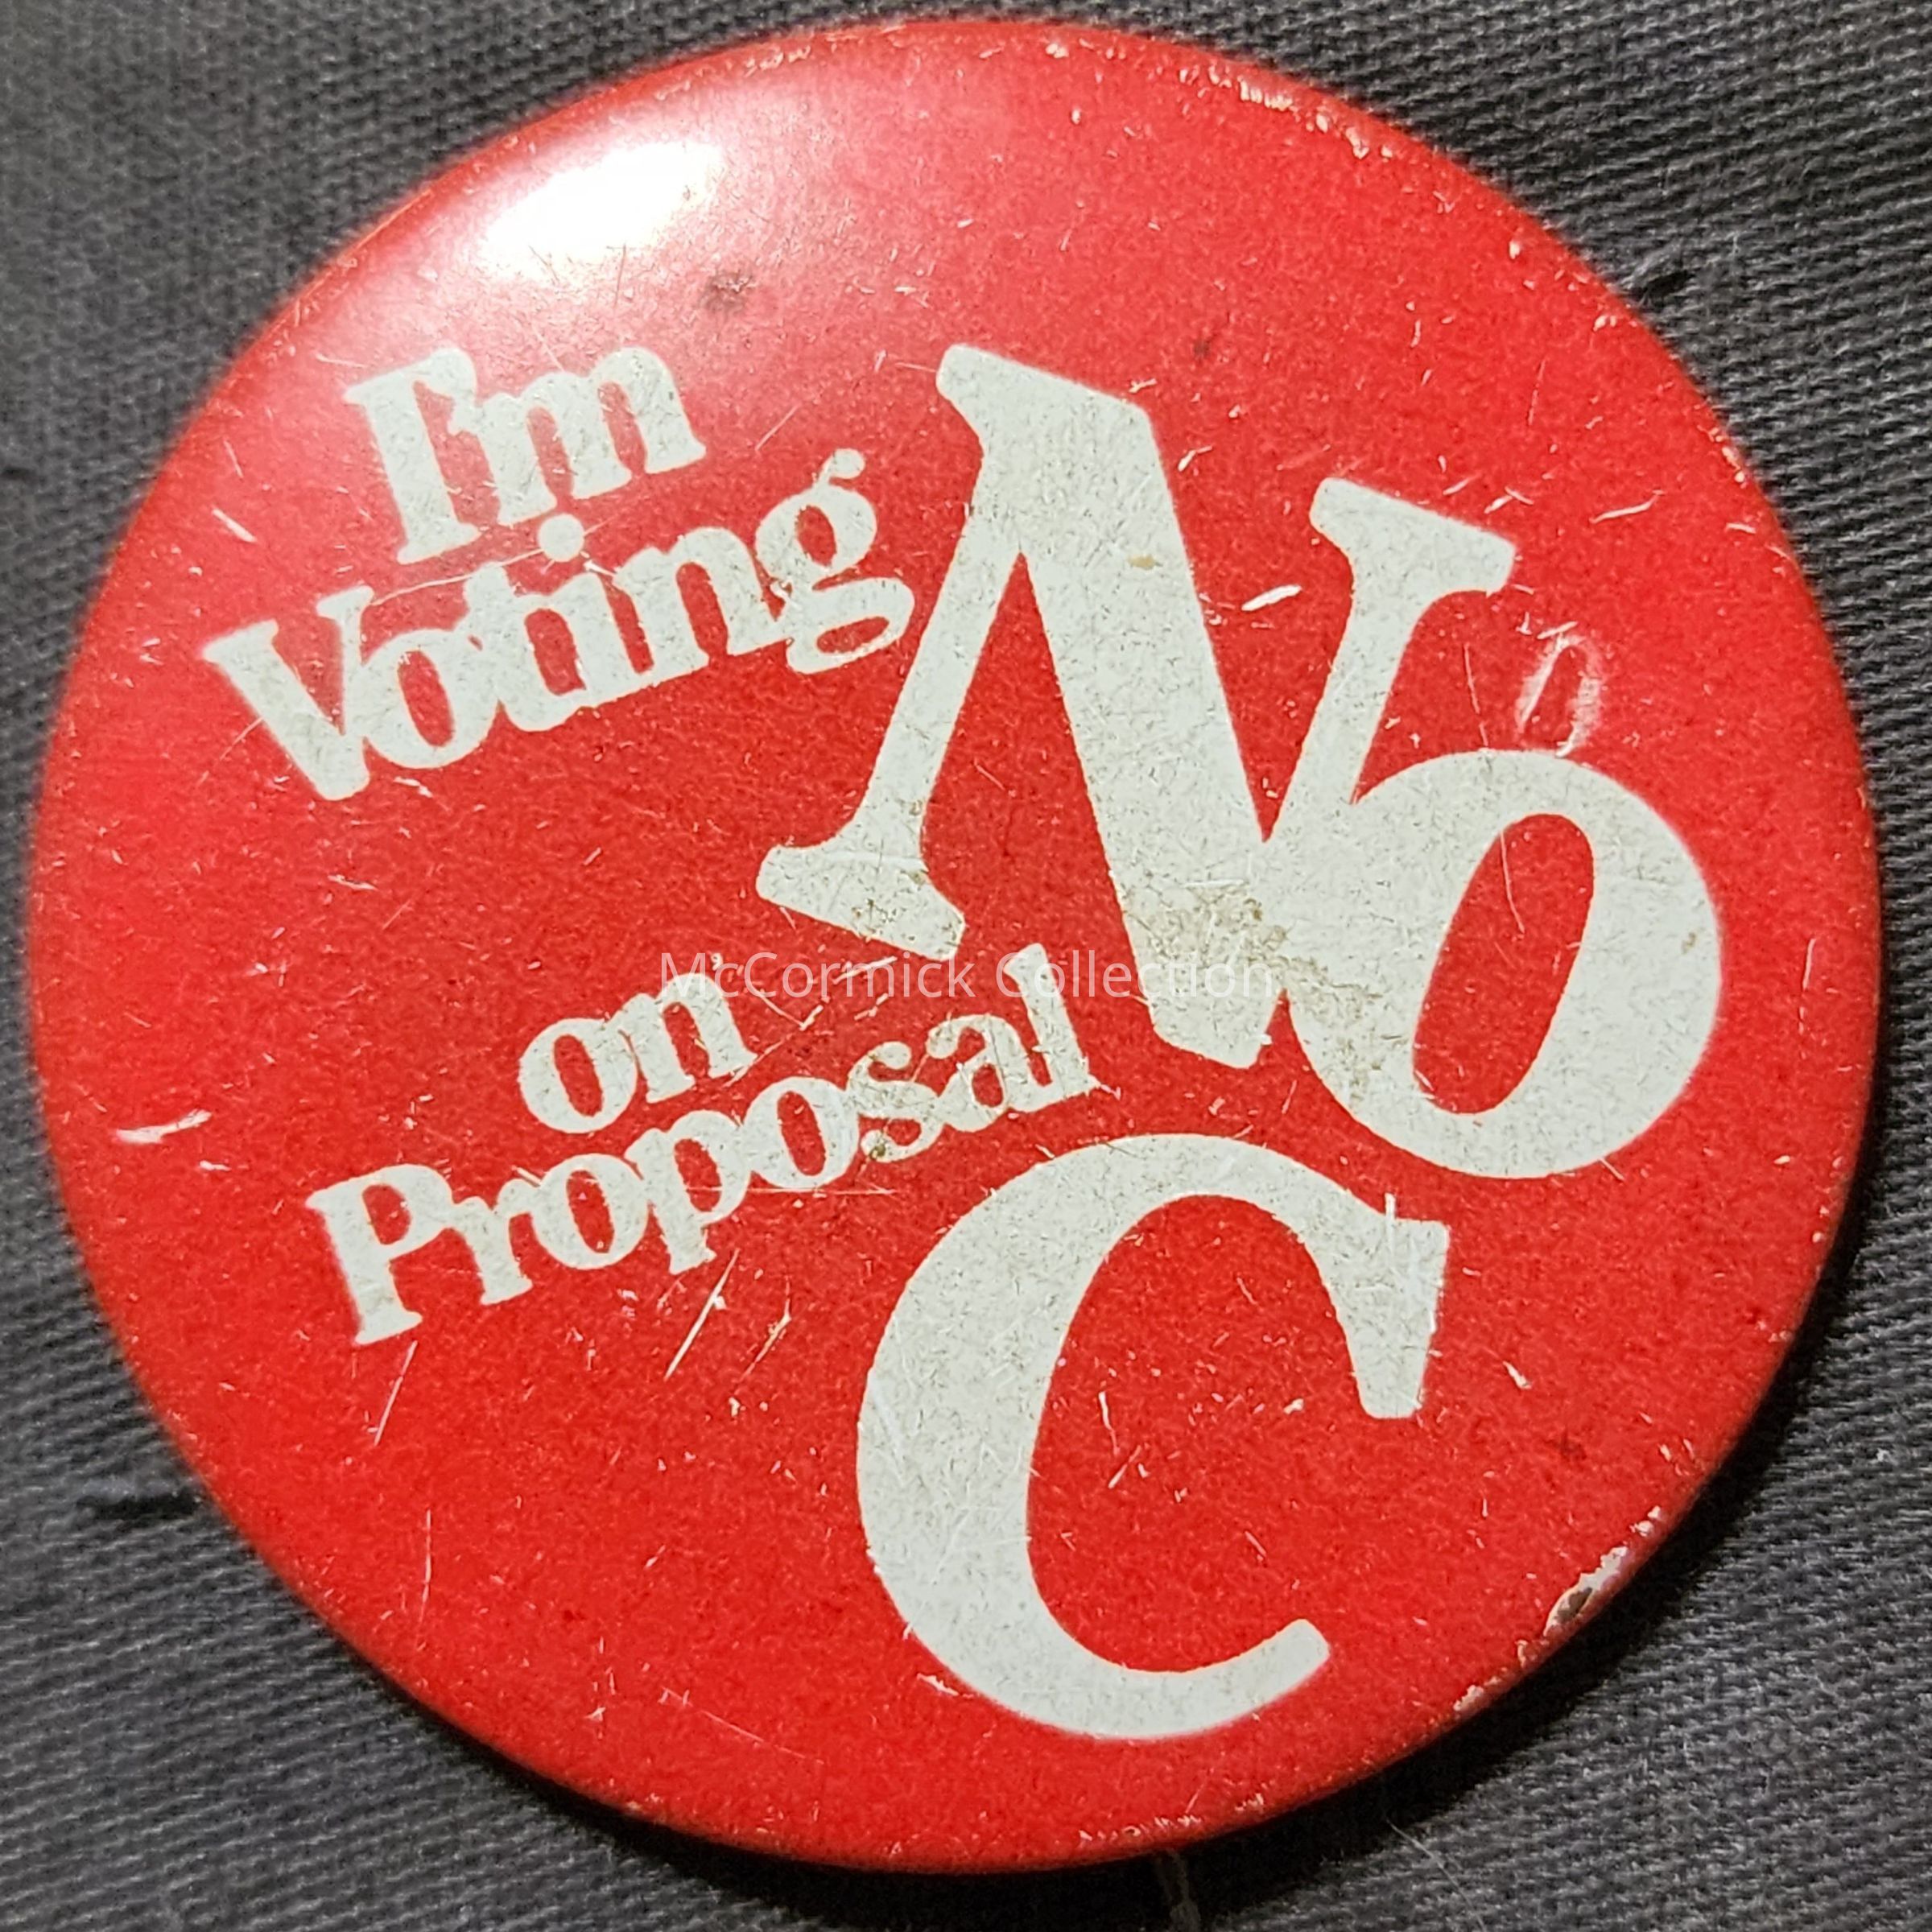 I'm
Voting
No
on
Proposal
C
McCormick Collection